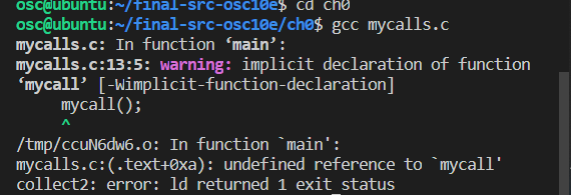 osc@ubuntu:~/final-src-osc10e$ cd ch0
osc@ubuntu:~/final-src-osc10e/ch0$ gcc mycalls.c
mycalls.c: In function ‘main’:
mycalls.c:13:5: warning: implicit declaration of function
‘mycall’ [-Wimplicit-function-declaration]
mycall();
^
/tmp/ccuN6dw6.o: In function `main':
mycalls.c:(.text+0xa): undefined reference to `mycall'
collect2: error: ld returned 1 exit status